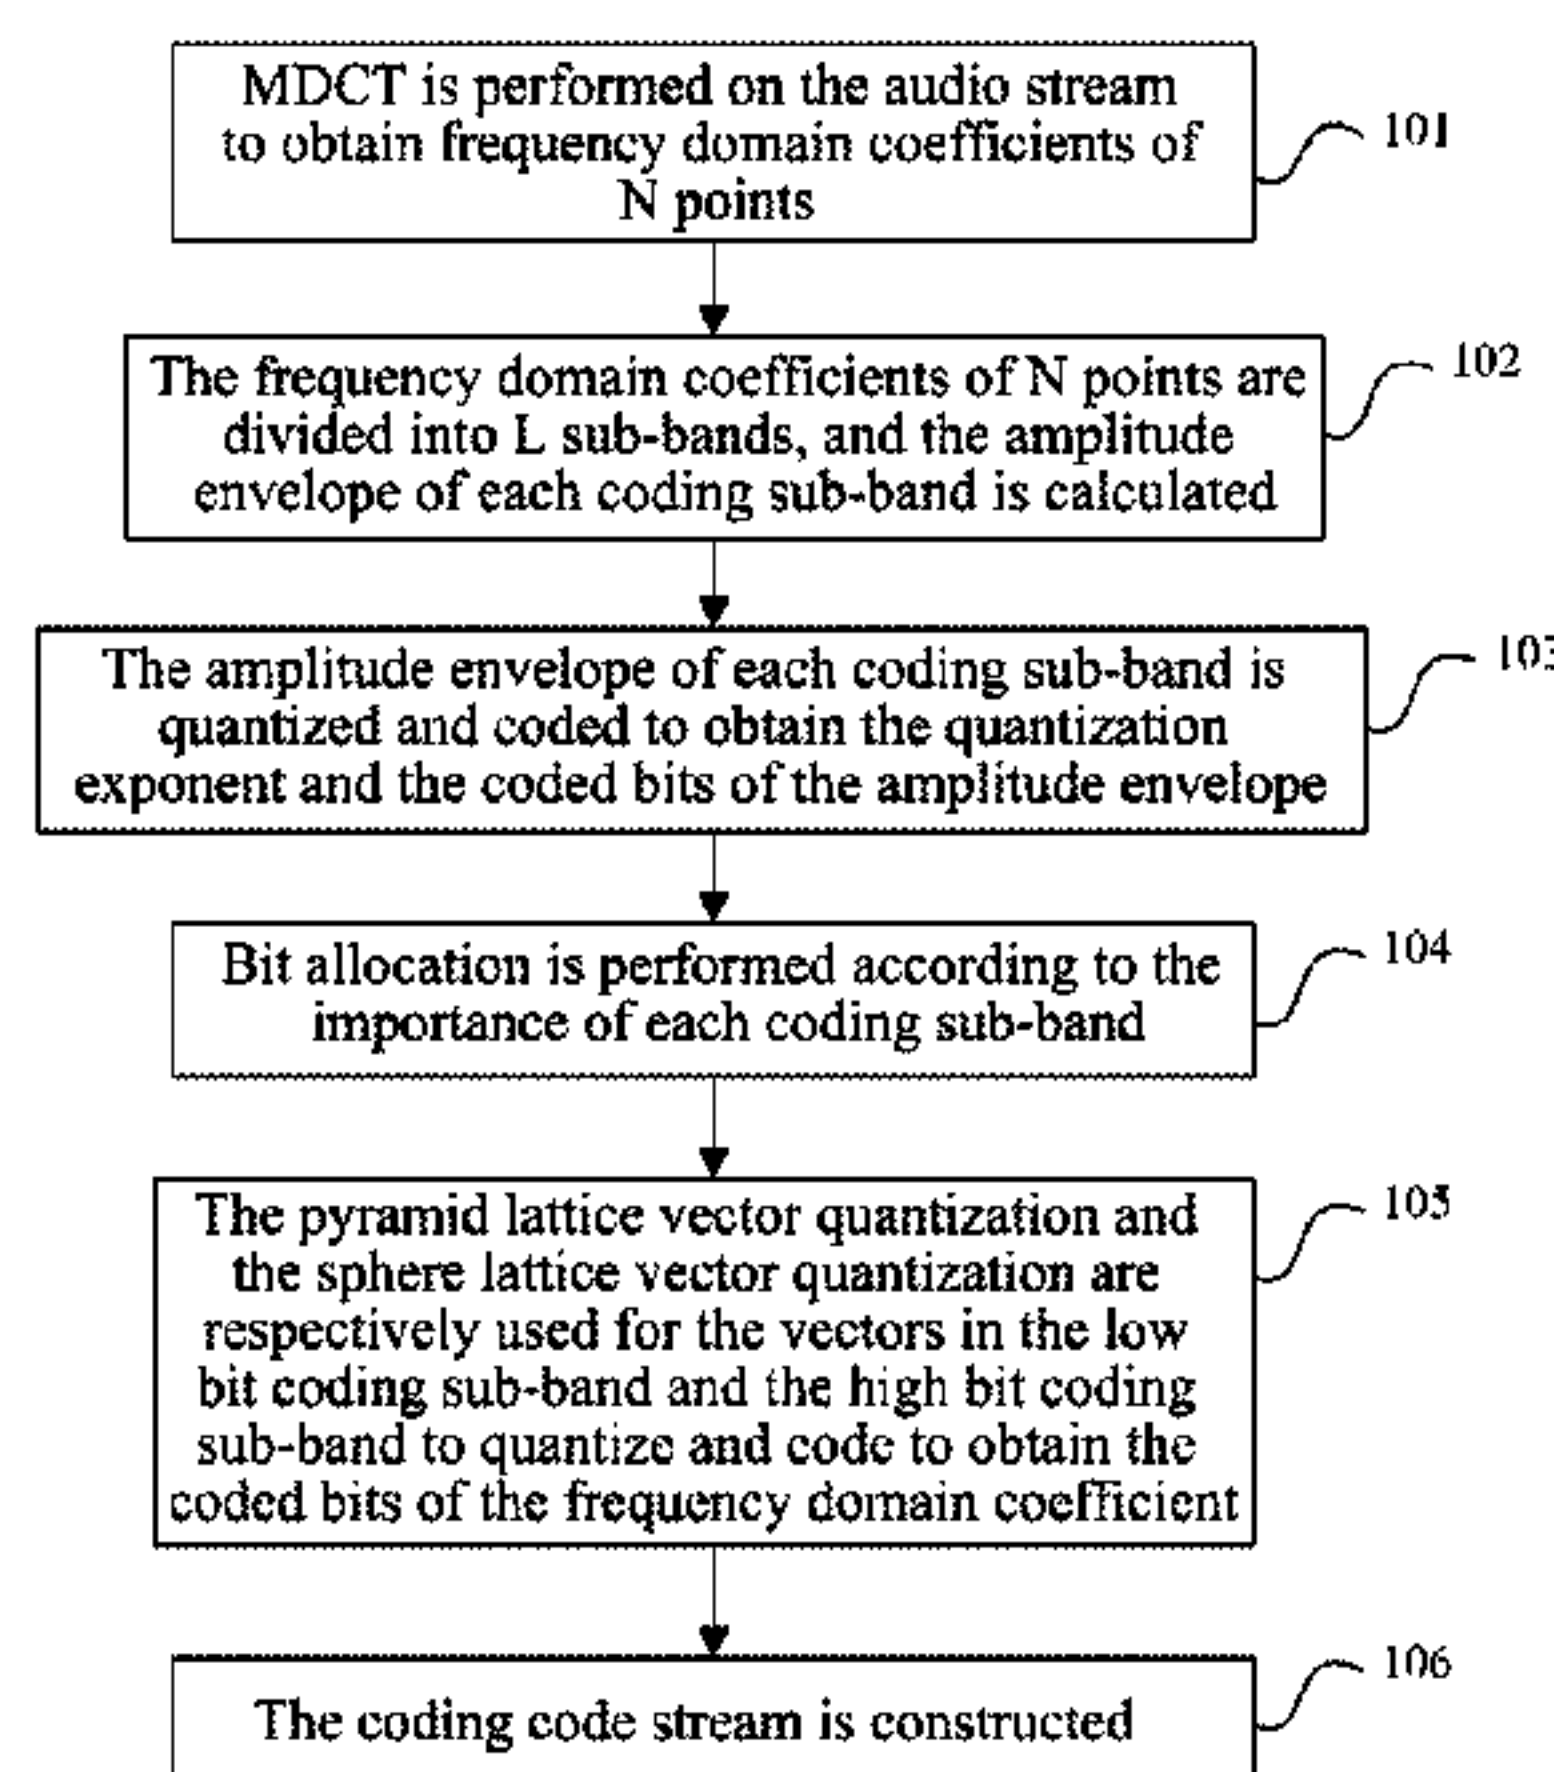 MDCT is performed on the audio stream
to obtain frequency domain coefficients of
N points
101
The frequency domain coefficients of N points are
divided into L sub-bands, and the amplitude
envelope of each coding sub-band is calculated
102
The amplitude envelope of each coding sub-band is
quantized and coded to obtain the quantization
exponent and the coded bits of the amplitude envelope
103
Bit allocation is performed according to the
importance of each coding sub-band
104
The pyramid lattice vector quantization and
the sphere lattice vector quantization are
respectively used for the vectors in the low
bit coding sub-band and the high bit coding
sub-band to quantize and code to obtain the
coded bits of the frequency domain coefficient
105
The coding code stream is constructed
106